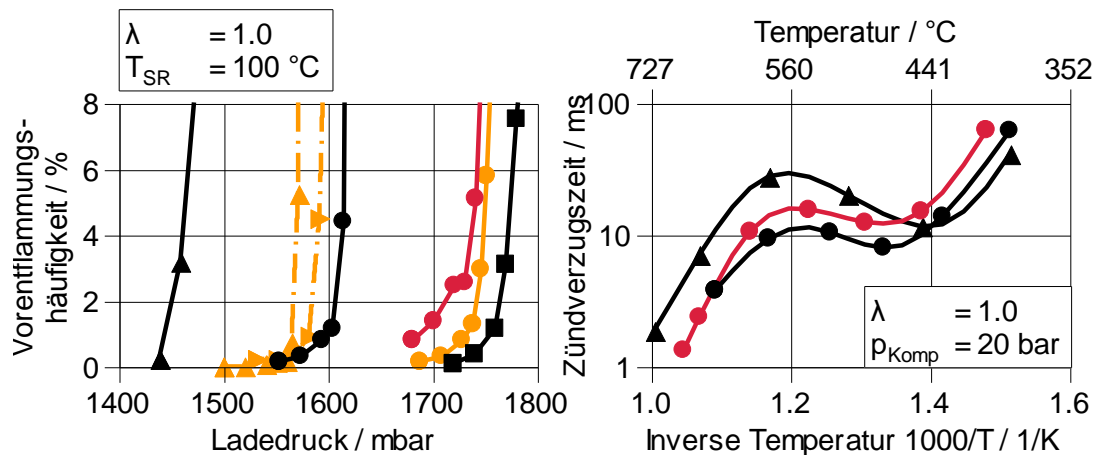 λ = 1.0
T_SR = 100 °C
Vorentflammungs-
häufigkeit / %
8
6
4
2
0
1400 1500 1600 1700 1800
Ladedruck / mbar
Temperatur / °C
727 560 441 352
Zündverzugszeit / ms
100
10
1
λ = 1.0
p_Komp = 20 bar
1.0 1.2 1.4 1.6
Inverse Temperatur 1000/T / 1/K